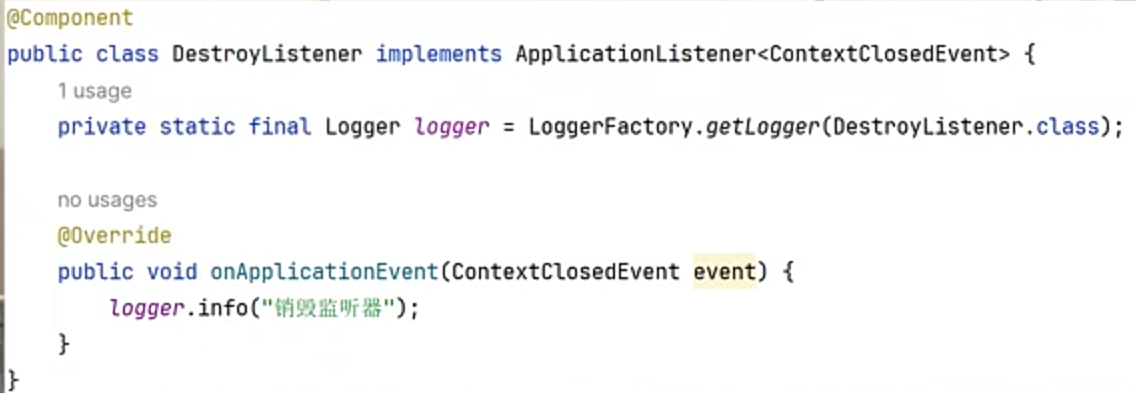 @Component
public class DestroyListener implements ApplicationListener<ContextClosedEvent> {
1 usage
private static final Logger logger = LoggerFactory.getLogger(DestroyListener.class);
no usages
@Override
public void onApplicationEvent(ContextClosedEvent event) {
logger.info("销毁监听器");
}
}